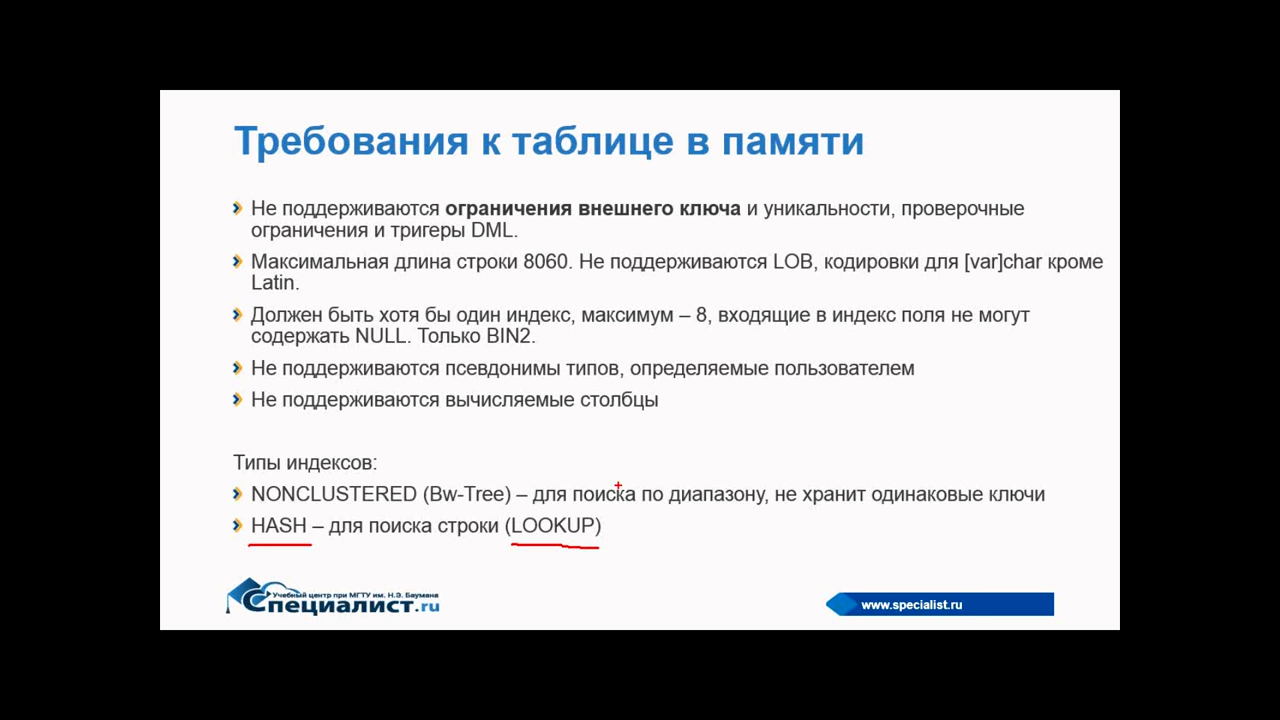 Требования к таблице в памяти
Не поддерживаются ограничения внешнего ключа и уникальности, проверочные
ограничения и тригеры DML.
Максимальная длина строки 8060. Не поддерживаются LOB, кодировки для [var]char кроме
Latin.
Должен быть хотя бы один индекс, максимум – 8, входящие в индекс поля не могут
содержать NULL. Только BIN2.
Не поддерживаются псевдонимы типов, определяемые пользователем
Не поддерживаются вычисляемые столбцы
Типы индексов:
NONCLUSTERED (Bw-Tree) – для поиска по диапазону, не хранит одинаковые ключи
HASH – для поиска строки (LOOKUP)
Учебный центр при МГТУ им. Н.Э. Баумана
Специалист.ru
www.specialist.ru